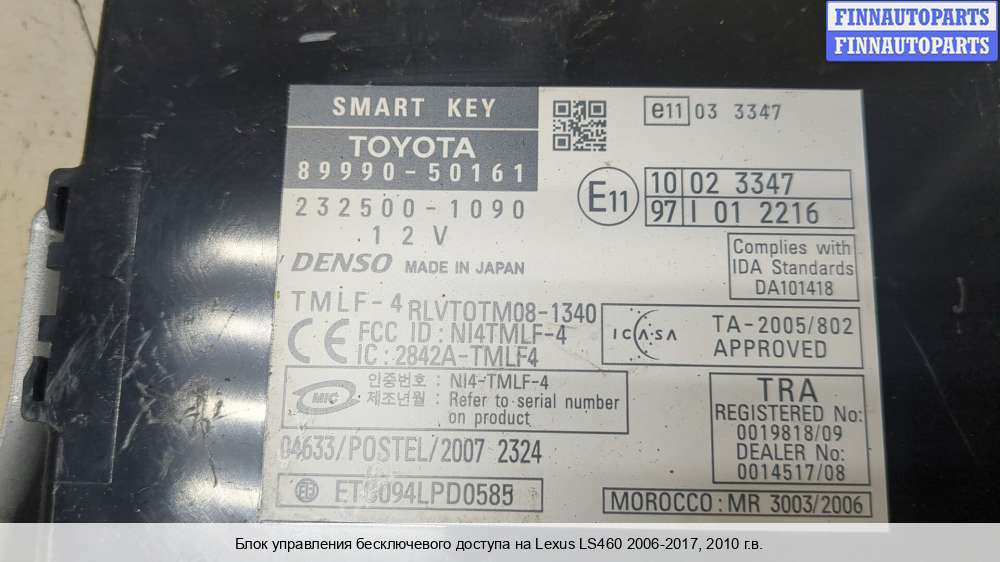 FINNAUTOPARTS
FINNAUTOPARTS
SMART KEY
TOYOTA
89990-50161
232500-1090
12V
DENSO MADE IN JAPAN
TMLF-4 RLVTOTM08-1340
CE FCC ID : NI4TMLF-4
IC : 2842A-TMLF4
MIC 인증번호 : NI4-TMLF-4
제조년월 : Refer to serial number
on product
04633/POSTEL/2007 2324
ETC094LPD0585
e11 03 3347
E11 10 02 3347
97 I 01 2216
Complies with
IDA Standards
DA101418
ICASA TA-2005/802
APPROVED
TRA
REGISTERED No:
0019818/09
DEALER No:
0014517/08
MOROCCO : MR 3003/2006
Блок управления бесключевого доступа на Lexus LS460 2006-2017, 2010 г.в.